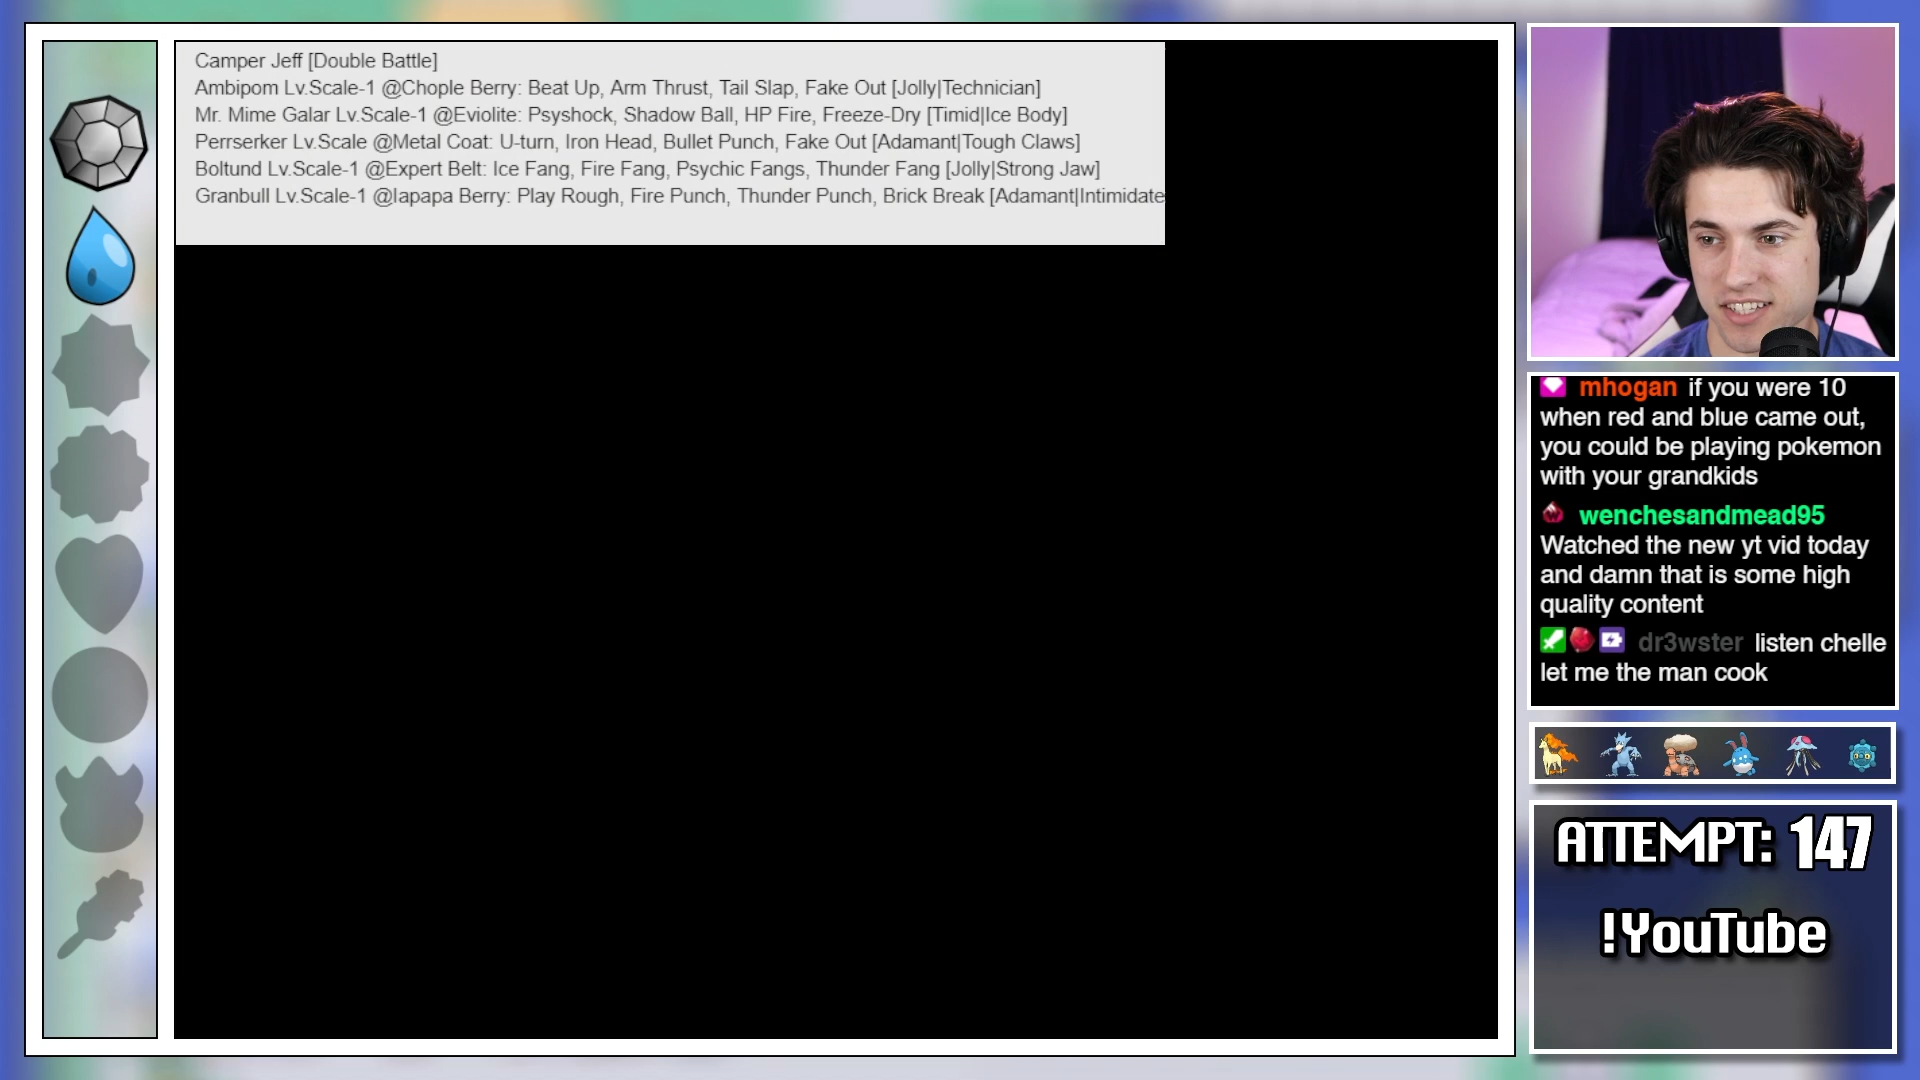 Camper Jeff [Double Battle]
Ambipom Lv.Scale-1 @Chople Berry: Beat Up, Arm Thrust, Tail Slap, Fake Out [Jolly|Technician]
Mr. Mime Galar Lv.Scale-1 @Eviolite: Psyshock, Shadow Ball, HP Fire, Freeze-Dry [Timid|Ice Body]
Perrserker Lv.Scale @Metal Coat: U-turn, Iron Head, Bullet Punch, Fake Out [Adamant|Tough Claws]
Boltund Lv.Scale-1 @Expert Belt: Ice Fang, Fire Fang, Psychic Fangs, Thunder Fang [Jolly|Strong Jaw]
Granbull Lv.Scale-1 @Iapapa Berry: Play Rough, Fire Punch, Thunder Punch, Brick Break [Adamant|Intimidate
mhogan if you were 10
when red and blue came out,
you could be playing pokemon
with your grandkids
wenchesandmead95
Watched the new yt vid today
and damn that is some high
quality content
dr3wster listen chelle
let me the man cook
ATTEMPT: 147
!YouTube